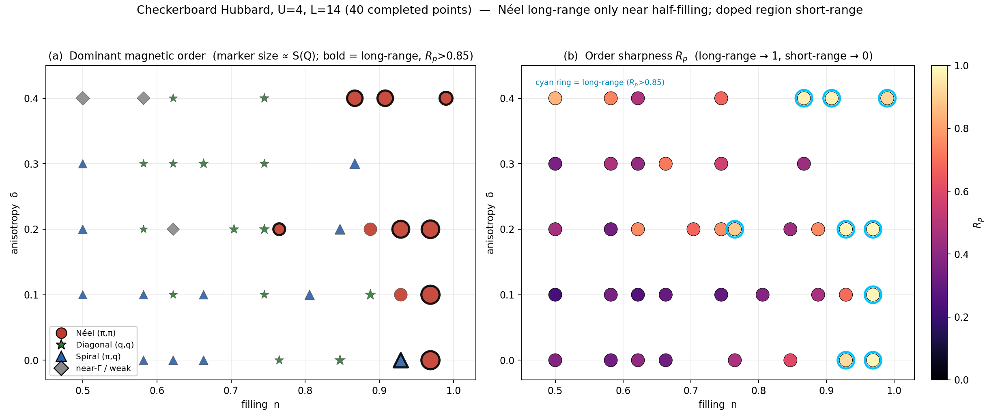 Checkerboard Hubbard, U=4, L=14 (40 completed points) — Néel long-range only near half-filling; doped region short-range
(a) Dominant magnetic order (marker size ∝ S(Q); bold = long-range, Rₚ>0.85)
0.4
0.3
0.2
0.1
0.0
anisotropy δ
Néel (π,π)
Diagonal (q,q)
Spiral (π,q)
near-Γ / weak
0.5 0.6 0.7 0.8 0.9 1.0
filling n
(b) Order sharpness Rₚ (long-range → 1, short-range → 0)
cyan ring = long-range (Rₚ>0.85)
0.4
0.3
0.2
0.1
0.0
anisotropy δ
0.5 0.6 0.7 0.8 0.9 1.0
filling n
1.0
0.8
0.6
0.4
0.2
0.0
Rₚ